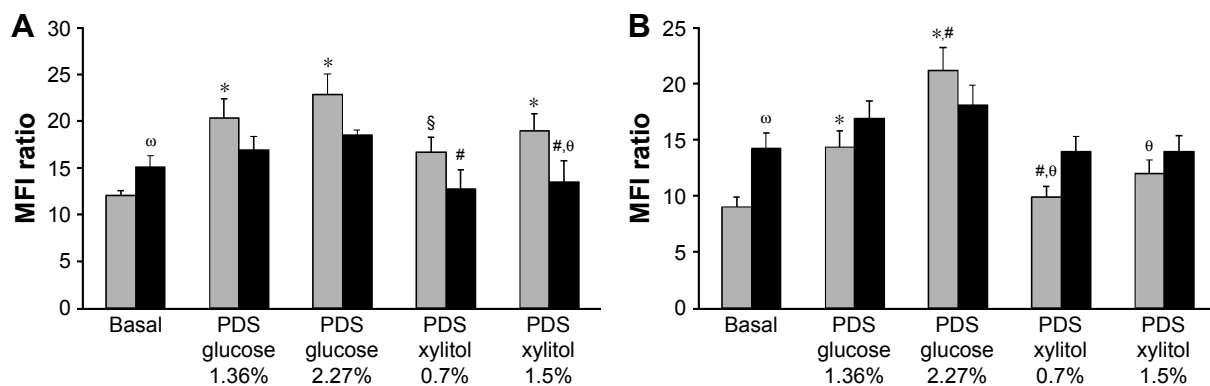 A
MFI ratio
30
25
20
15
10
5
0
ω
*
*
§
#
*
#,θ
Basal
PDS
glucose
1.36%
PDS
glucose
2.27%
PDS
xylitol
0.7%
PDS
xylitol
1.5%
B
MFI ratio
25
20
15
10
5
0
ω
*
*,#
#,θ
θ
Basal
PDS
glucose
1.36%
PDS
glucose
2.27%
PDS
xylitol
0.7%
PDS
xylitol
1.5%